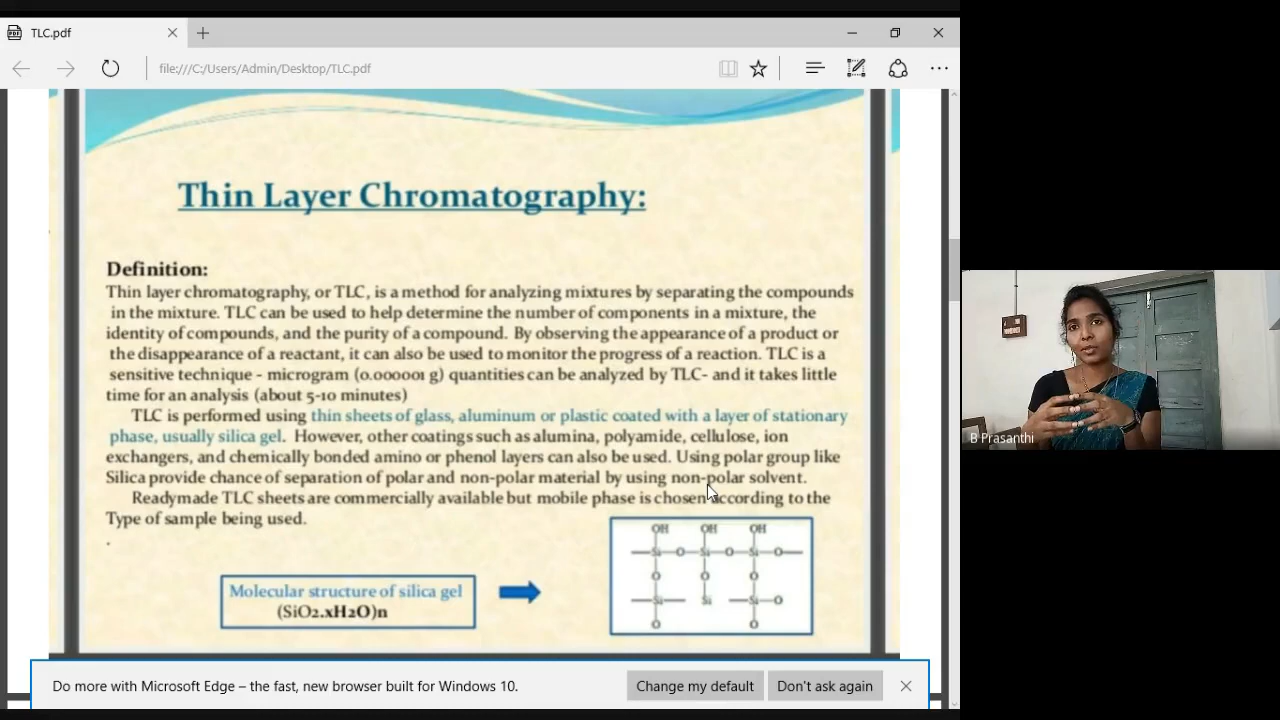 TLC.pdf
file:///C:/Users/Admin/Desktop/TLC.pdf
Thin Layer Chromatography:
Definition:
Thin layer chromatography, or TLC, is a method for analyzing mixtures by separating the compounds
in the mixture. TLC can be used to help determine the number of components in a mixture, the
identity of compounds, and the purity of a compound. By observing the appearance of a product or
the disappearance of a reactant, it can also be used to monitor the progress of a reaction. TLC is a
sensitive technique - microgram (0.000001 g) quantities can be analyzed by TLC- and it takes little
time for an analysis (about 5-10 minutes)
TLC is performed using thin sheets of glass, aluminum or plastic coated with a layer of stationary
phase, usually silica gel. However, other coatings such as alumina, polyamide, cellulose, ion
exchangers, and chemically bonded amino or phenol layers can also be used. Using polar group like
Silica provide chance of separation of polar and non-polar material by using non-polar solvent.
Readymade TLC sheets are commercially available but mobile phase is chosen according to the
Type of sample being used.
.
Molecular structure of silica gel
(SiO2.xH2O)n
OH OH OH
Si O Si O Si O
O O O
Si Si Si O
O O
Do more with Microsoft Edge – the fast, new browser built for Windows 10.
Change my default
Don't ask again
B Prasanthi